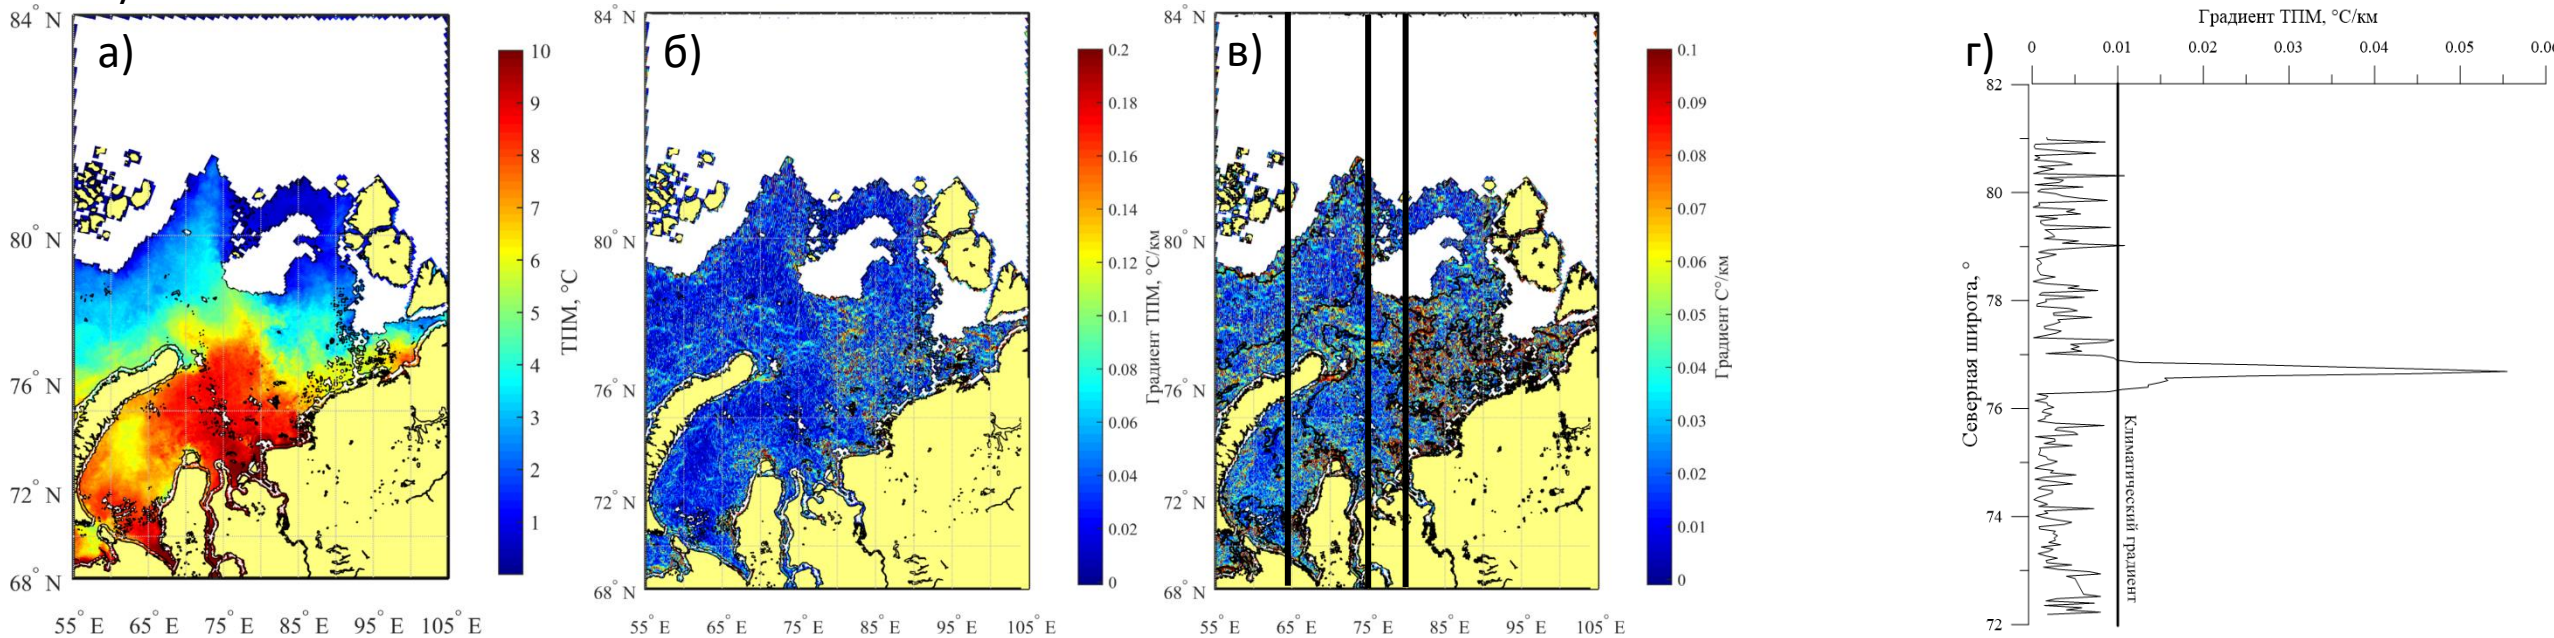 а)
84° N
80° N
76° N
72° N
68° N
55° E
65° E
75° E
85° E
95° E
105° E
10
9
8
7
6
5
4
3
2
1
ТПМ, °C
б)
84° N
80° N
76° N
72° N
68° N
55° E
65° E
75° E
85° E
95° E
105° E
0.2
0.18
0.16
0.14
0.12
0.1
0.08
0.06
0.04
0.02
0
Градиент ТПМ, °C/км
в)
84° N
80° N
76° N
72° N
68° N
55° E
65° E
75° E
85° E
95° E
105° E
0.1
0.09
0.08
0.07
0.06
0.05
0.04
0.03
0.02
0.01
0
Градиент C°/км
г)
Градиент ТПМ, °C/км
0
0.01
0.02
0.03
0.04
0.05
82
80
78
76
74
72
Северная широта, °
Климатический градиент